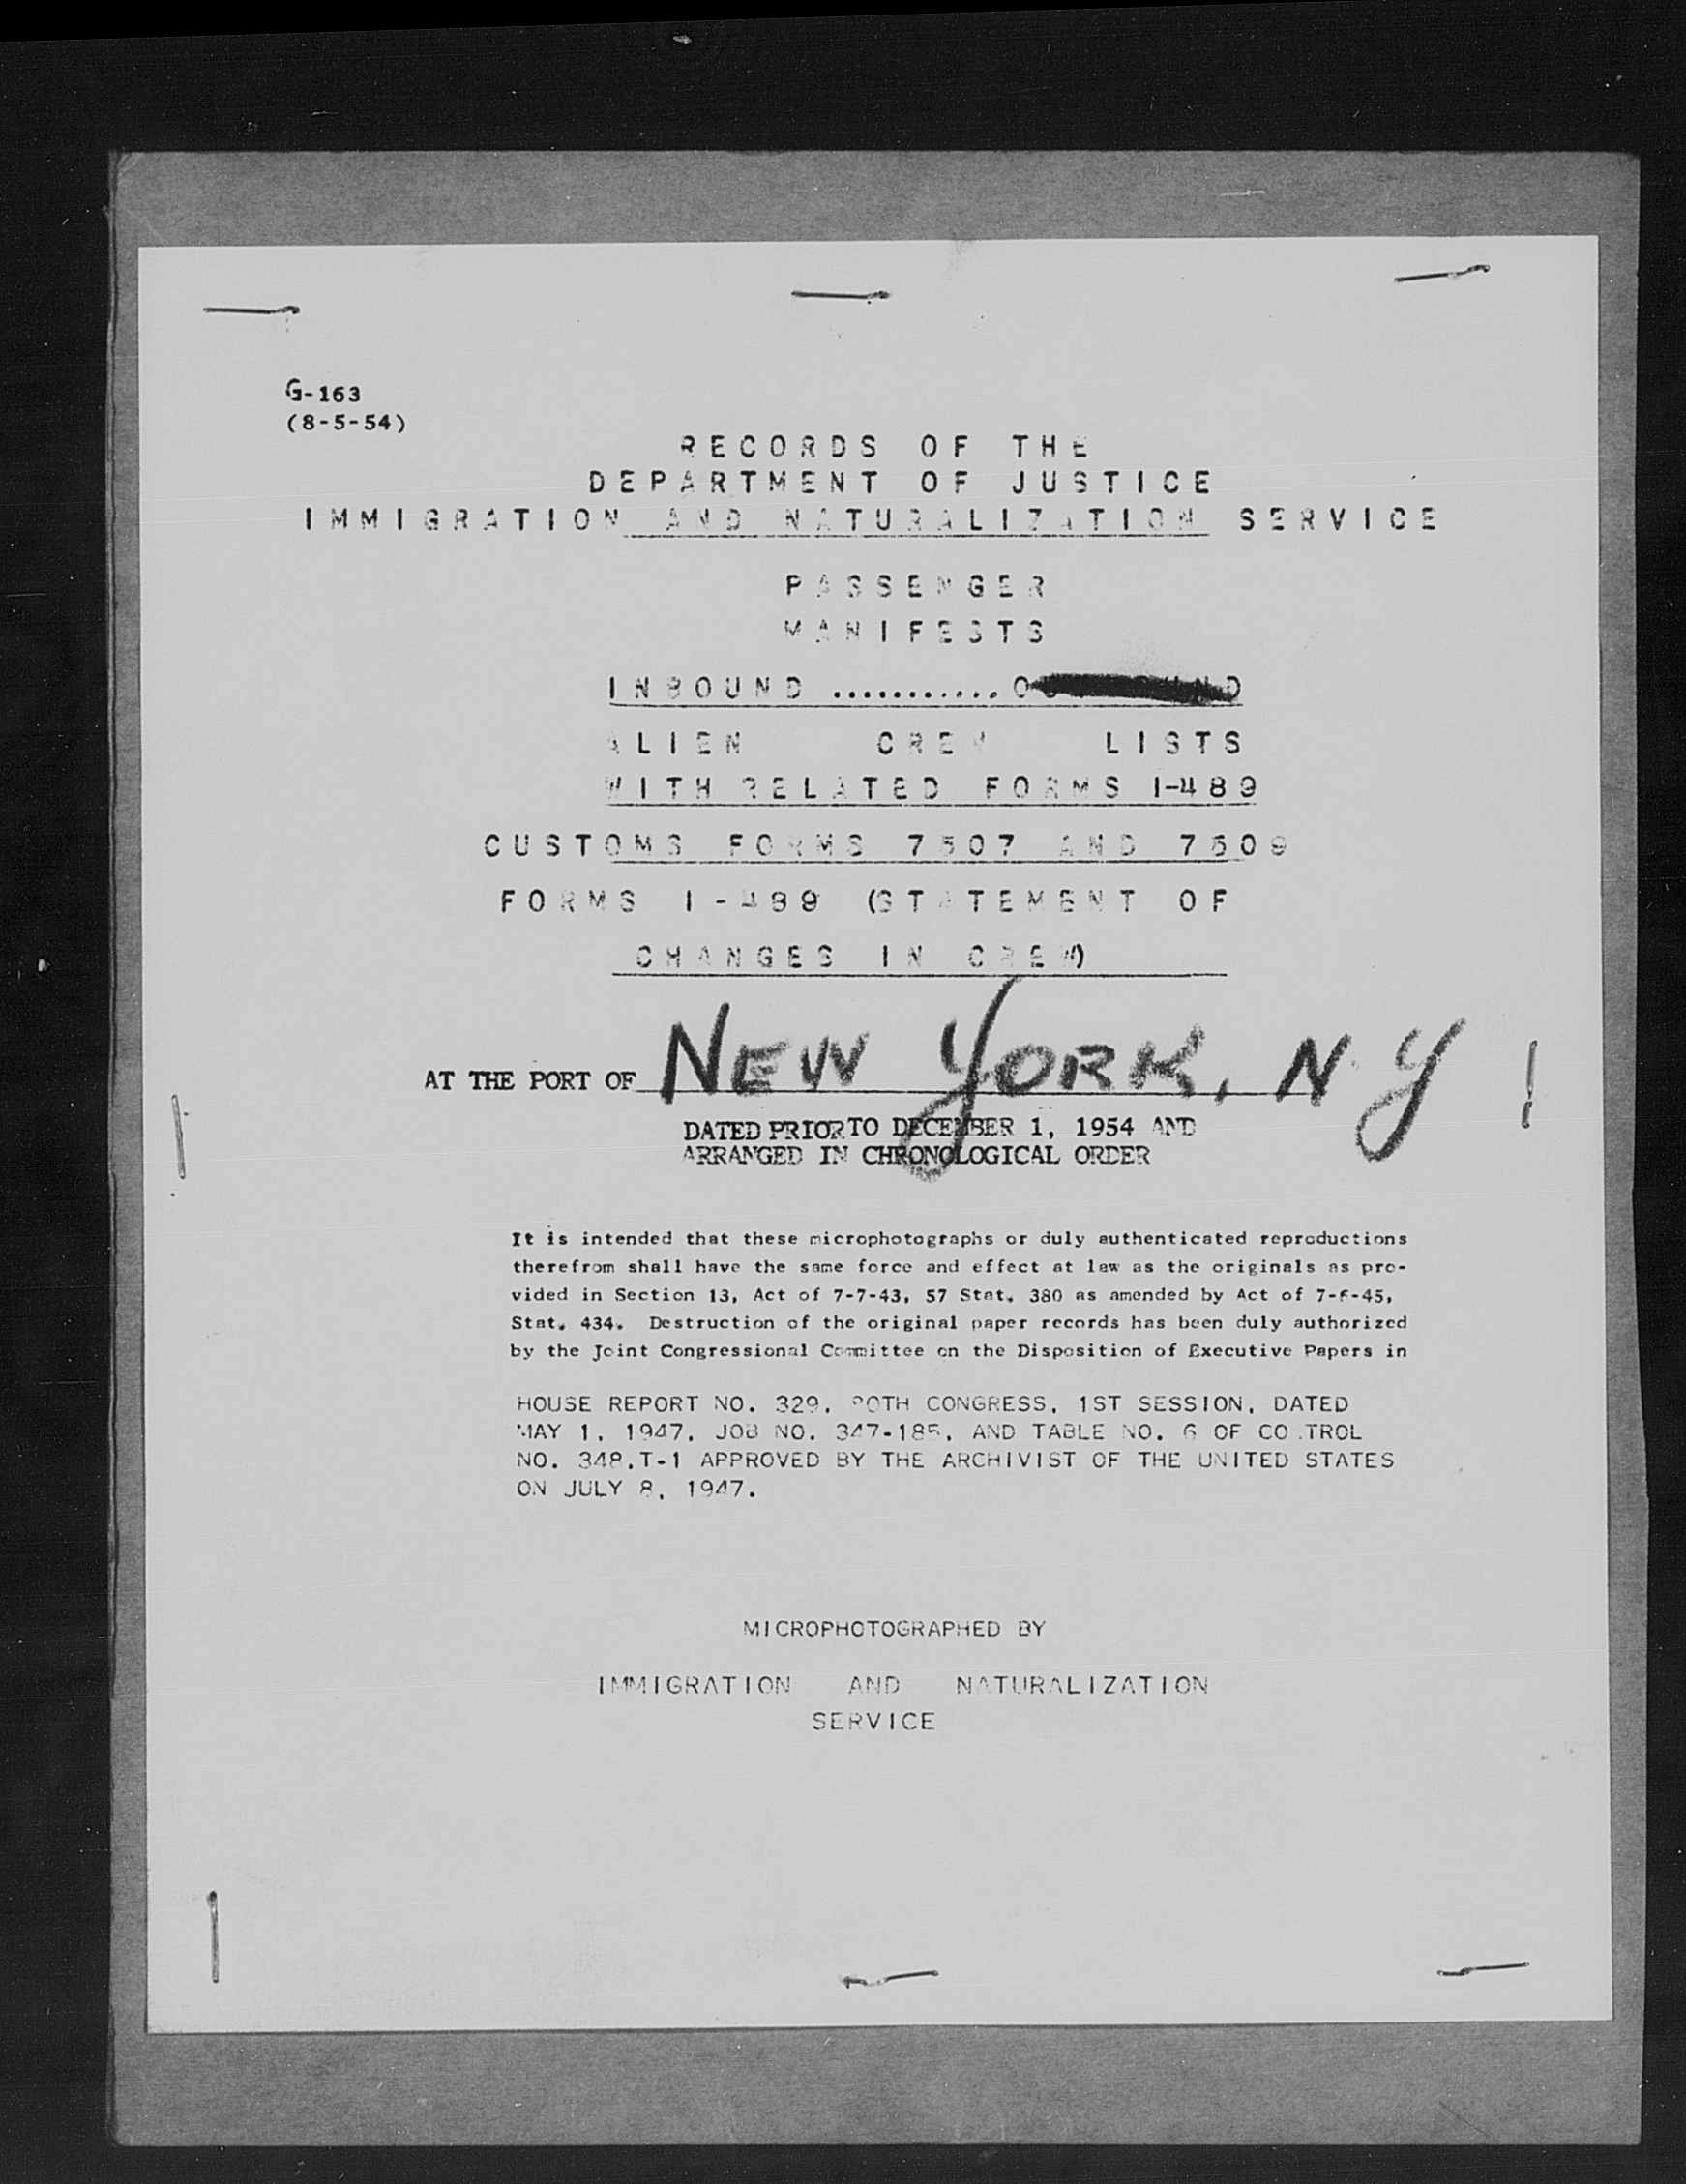 G-163
(8-5-54)
RECORDS OF THE
DEPARTMENT OF JUSTICE
IMMIGRATION AND NATURALIZATION SERVICE
PASSENGER
MANIFESTS
INBOUND ...........
ALIEN CREW LISTS
WITH RELATED FORMS I-489
CUSTOMS FORMS 7507 AND 7509
FORMS I-489 (STATEMENT OF
CHANGES IN CREW)
AT THE PORT OF NEW YORK, N.Y
DATED PRIOR TO DECEMBER 1, 1954 AND
ARRANGED IN CHRONOLOGICAL ORDER
It is intended that these microphotographs or duly authenticated reproductions
therefrom shall have the same force and effect at law as the originals as pro-
vided in Section 13, Act of 7-7-43, 57 Stat. 380 as amended by Act of 7-6-45,
Stat. 434. Destruction of the original paper records has been duly authorized
by the Joint Congressional Committee on the Disposition of Executive Papers in
HOUSE REPORT NO. 329, 80TH CONGRESS, 1ST SESSION, DATED
MAY 1, 1947, JOB NO. 347-185, AND TABLE NO. 6 OF CO TROL
NO. 348,T-1 APPROVED BY THE ARCHIVIST OF THE UNITED STATES
ON JULY 8, 1947.
MICROPHOTOGRAPHED BY
IMMIGRATION AND NATURALIZATION
SERVICE